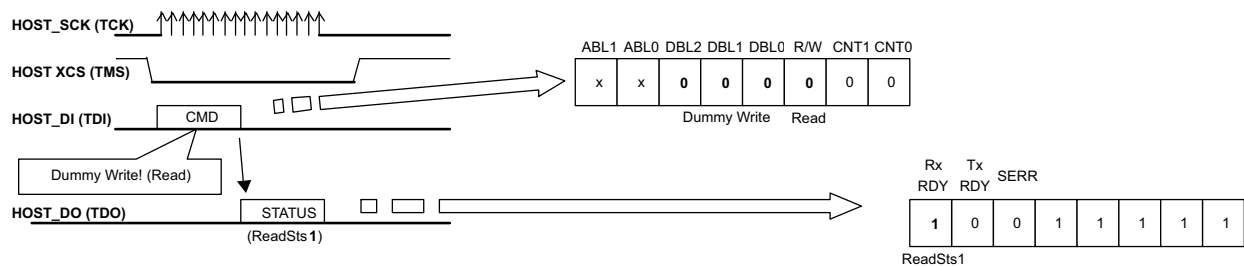 HOST_SCK (TCK)
HOST XCS (TMS)
ABL1 ABL0 DBL2 DBL1 DBL0 R/W CNT1 CNT0
x x 0 0 0 0 0 0
Dummy Write Read
HOST_DI (TDI)
CMD
Dummy Write! (Read)
Rx RDY Tx RDY SERR
HOST_DO (TDO)
STATUS
(ReadSts1)
1 0 0 1 1 1 1 1
ReadSts1